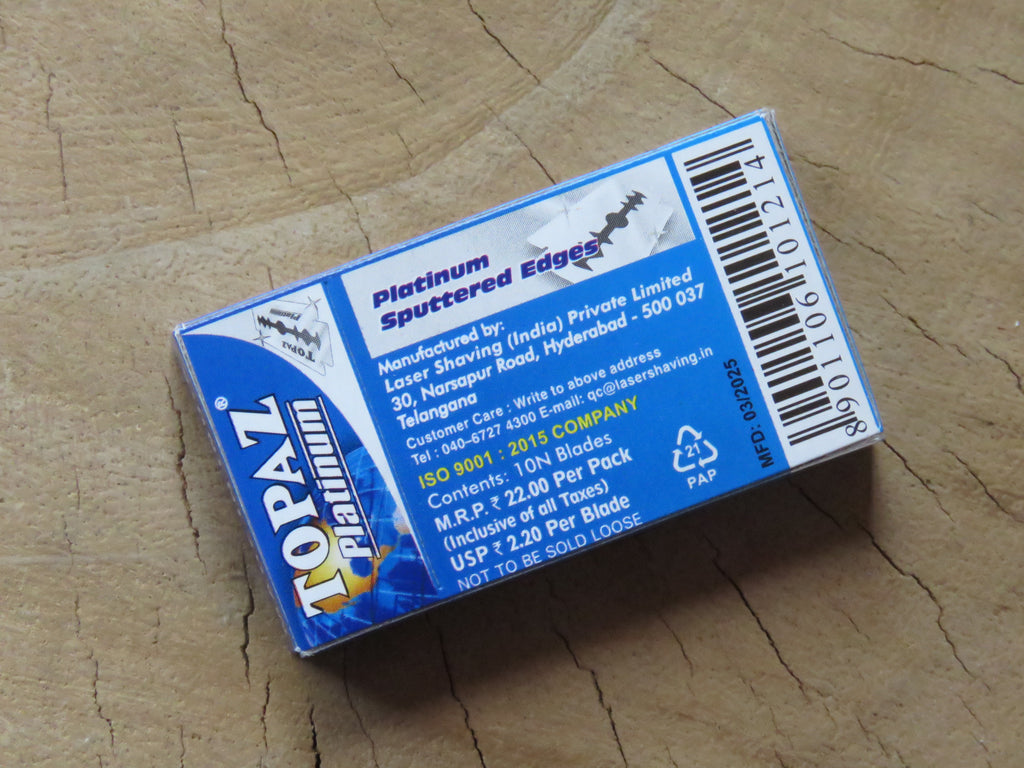 TOPAZ
Platinum
TOPAZ®
Platinum
Platinum
Sputtered Edges
Manufactured by:
Laser Shaving (India) Private Limited
30, Narsapur Road, Hyderabad - 500 037
Telangana
Customer Care : Write to above address
Tel : 040-6727 4300 E-mail: qc@lasershaving.in
ISO 9001 : 2015 COMPANY
Contents: 10N Blades
M.R.P. ₹ 22.00 Per Pack
(Inclusive of all Taxes)
USP ₹ 2.20 Per Blade
NOT TO BE SOLD LOOSE
21
PAP
MFD: 03/2025
8901106101214